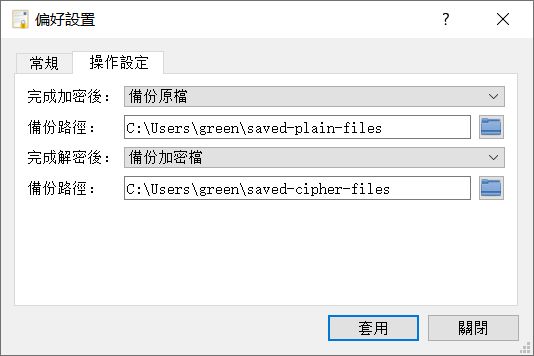 偏好設置
常規 操作設定
完成加密後： 備份原檔
備份路徑： C:\Users\green\saved-plain-files
完成解密後： 備份加密檔
備份路徑： C:\Users\green\saved-cipher-files
套用 關閉